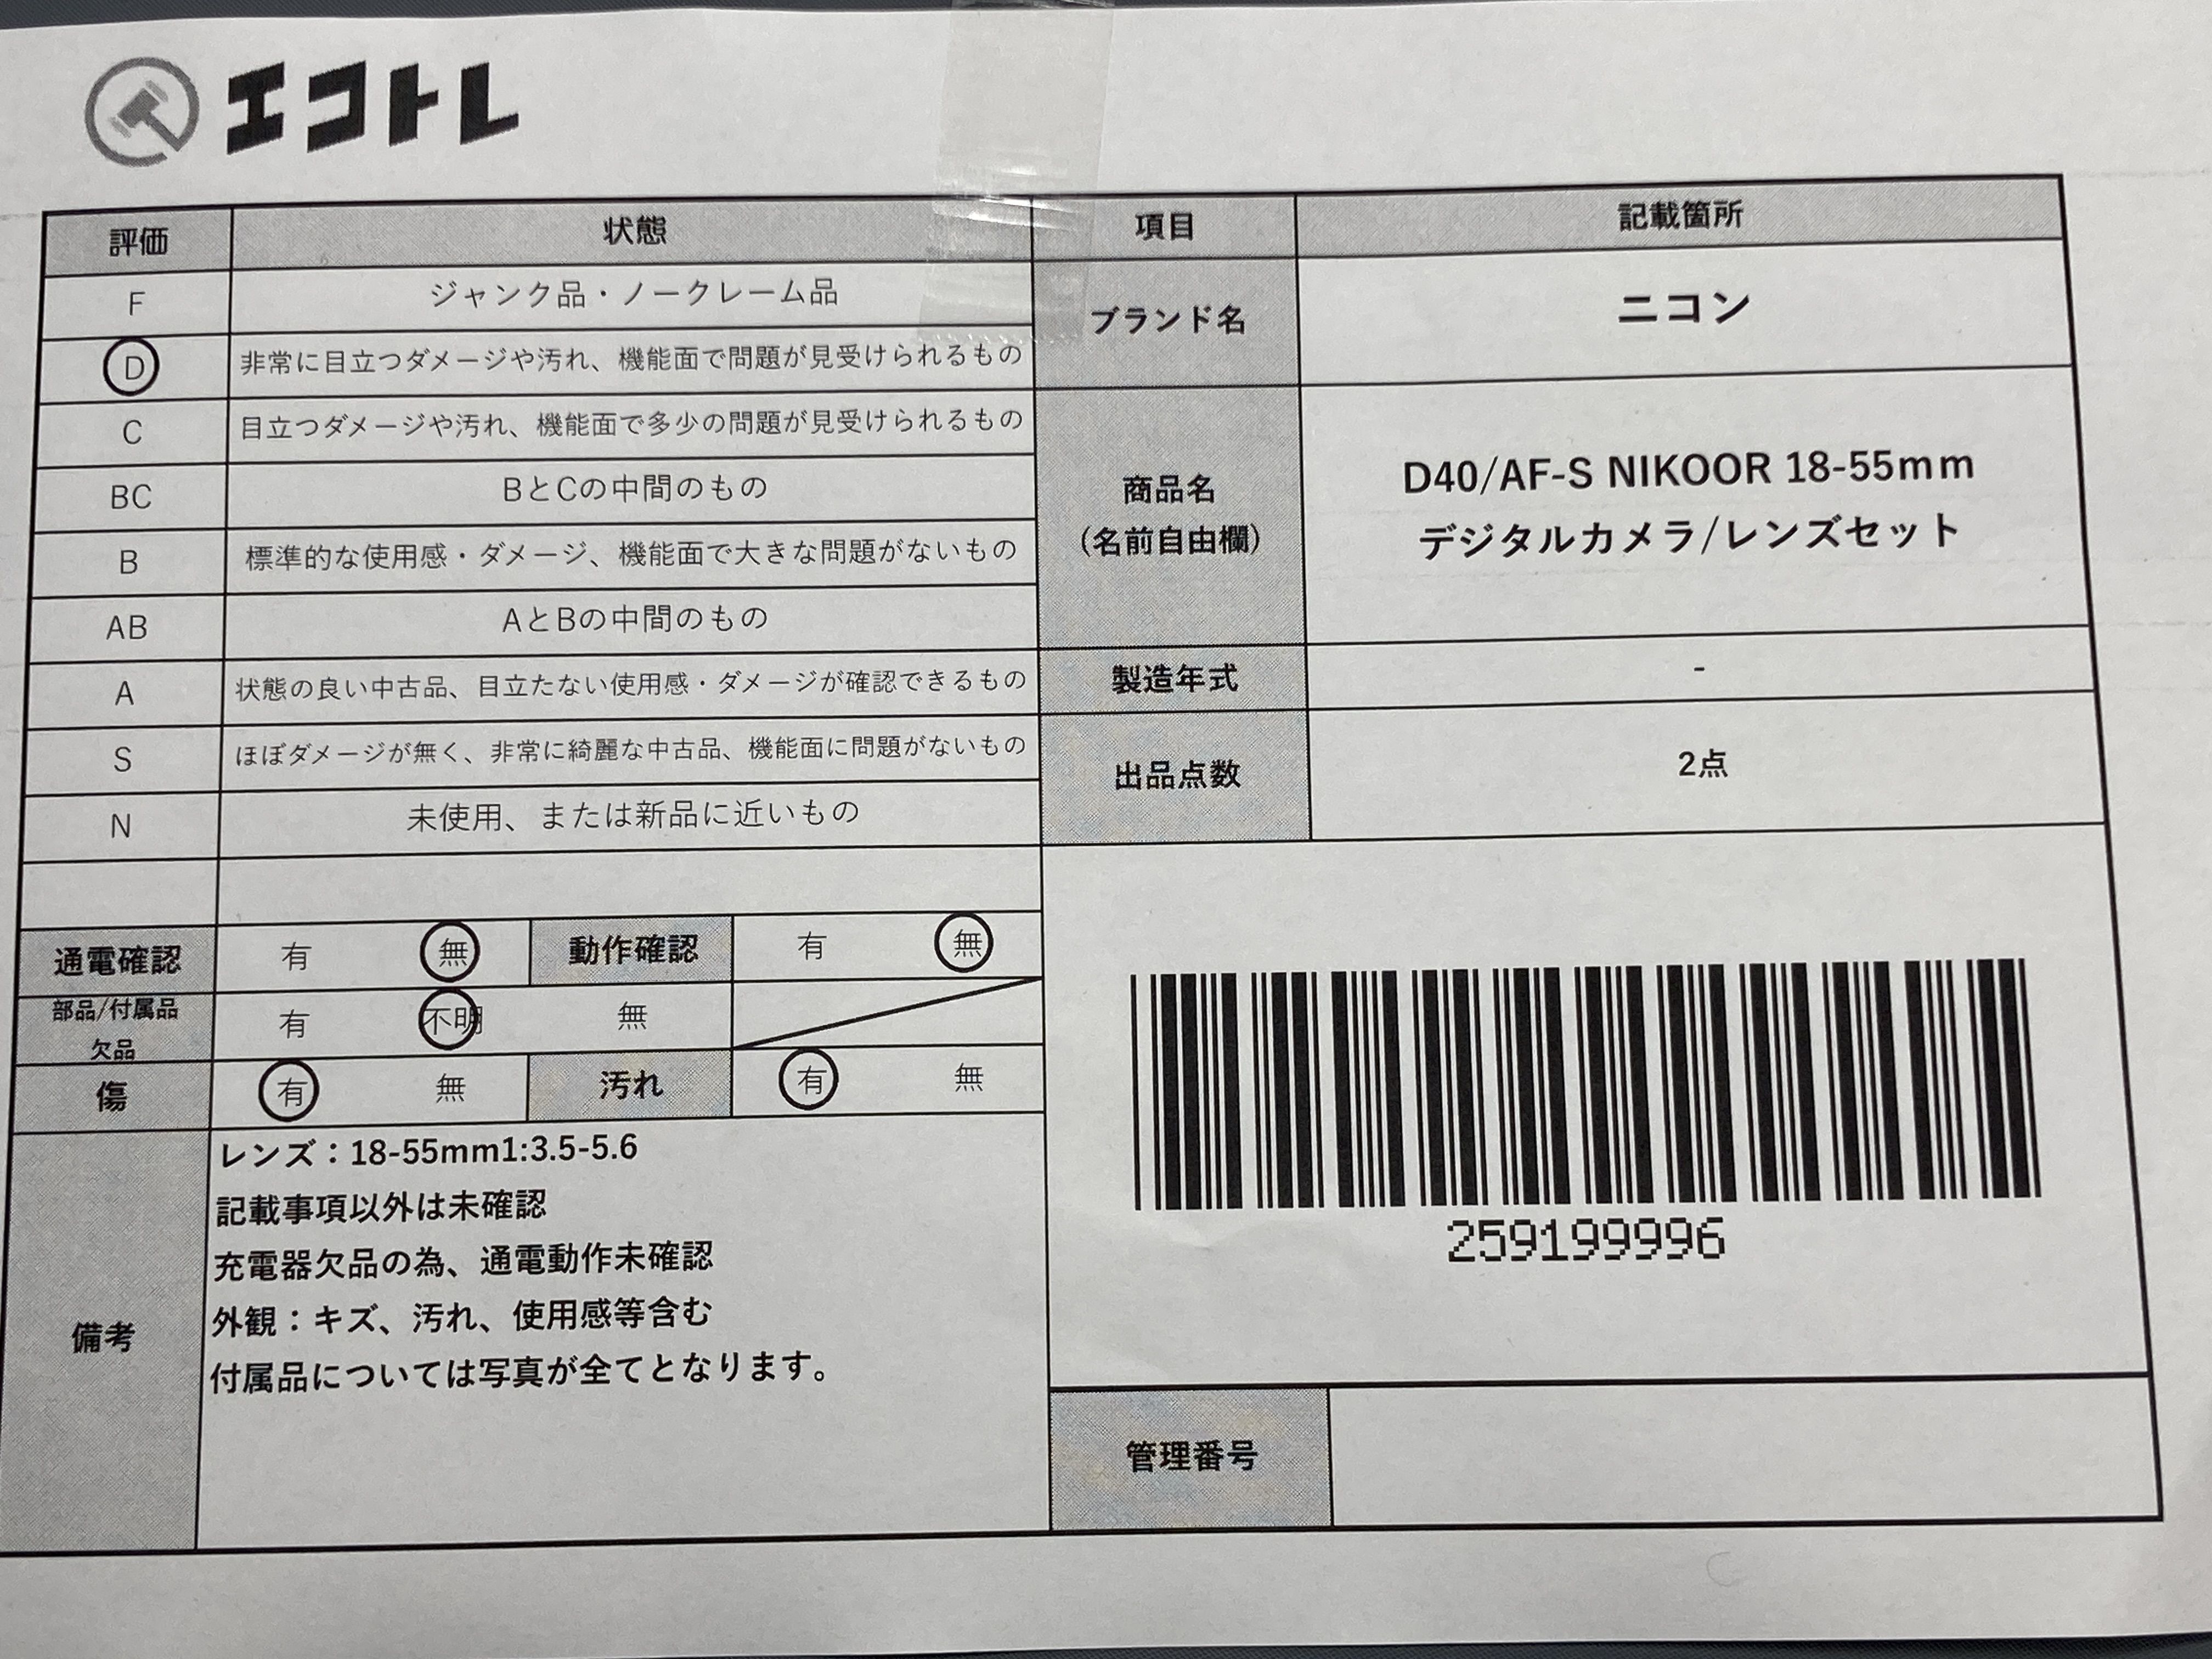 エコトレ
評価 状態 項目 記載箇所
F ジャンク品・ノークレーム品
D 非常に目立つダメージや汚れ、機能面で問題が見受けられるもの
C 目立つダメージや汚れ、機能面で多少の問題が見受けられるもの
BC BとCの中間のもの
B 標準的な使用感・ダメージ、機能面で大きな問題がないもの
AB AとBの中間のもの
A 状態の良い中古品、目立たない使用感・ダメージが確認できるもの
S ほぼダメージが無く、非常に綺麗な中古品、機能面に問題がないもの
N 未使用、または新品に近いもの
通電確認 有 無 動作確認 有 無
部品/付属品
欠品
有 不明 無
傷 有 無 汚れ 有 無
備考
レンズ：18-55mm1:3.5-5.6
記載事項以外は未確認
充電器欠品の為、通電動作未確認
外観：キズ、汚れ、使用感等含む
付属品については写真が全てとなります。
ブランド名 ニコン
商品名
(名前自由欄)
D40/AF-S NIKOOR 18-55mm
デジタルカメラ/レンズセット
製造年式 -
出品点数 2点
259199996
管理番号